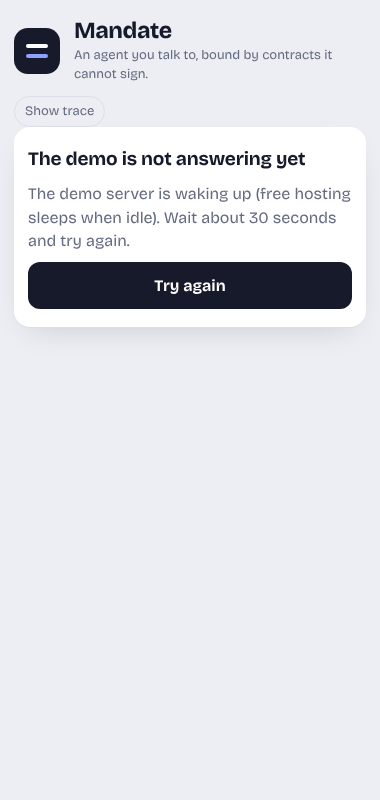 Mandate
An agent you talk to, bound by contracts it
cannot sign.
Show trace
The demo is not answering yet
The demo server is waking up (free hosting
sleeps when idle). Wait about 30 seconds
and try again.
Try again